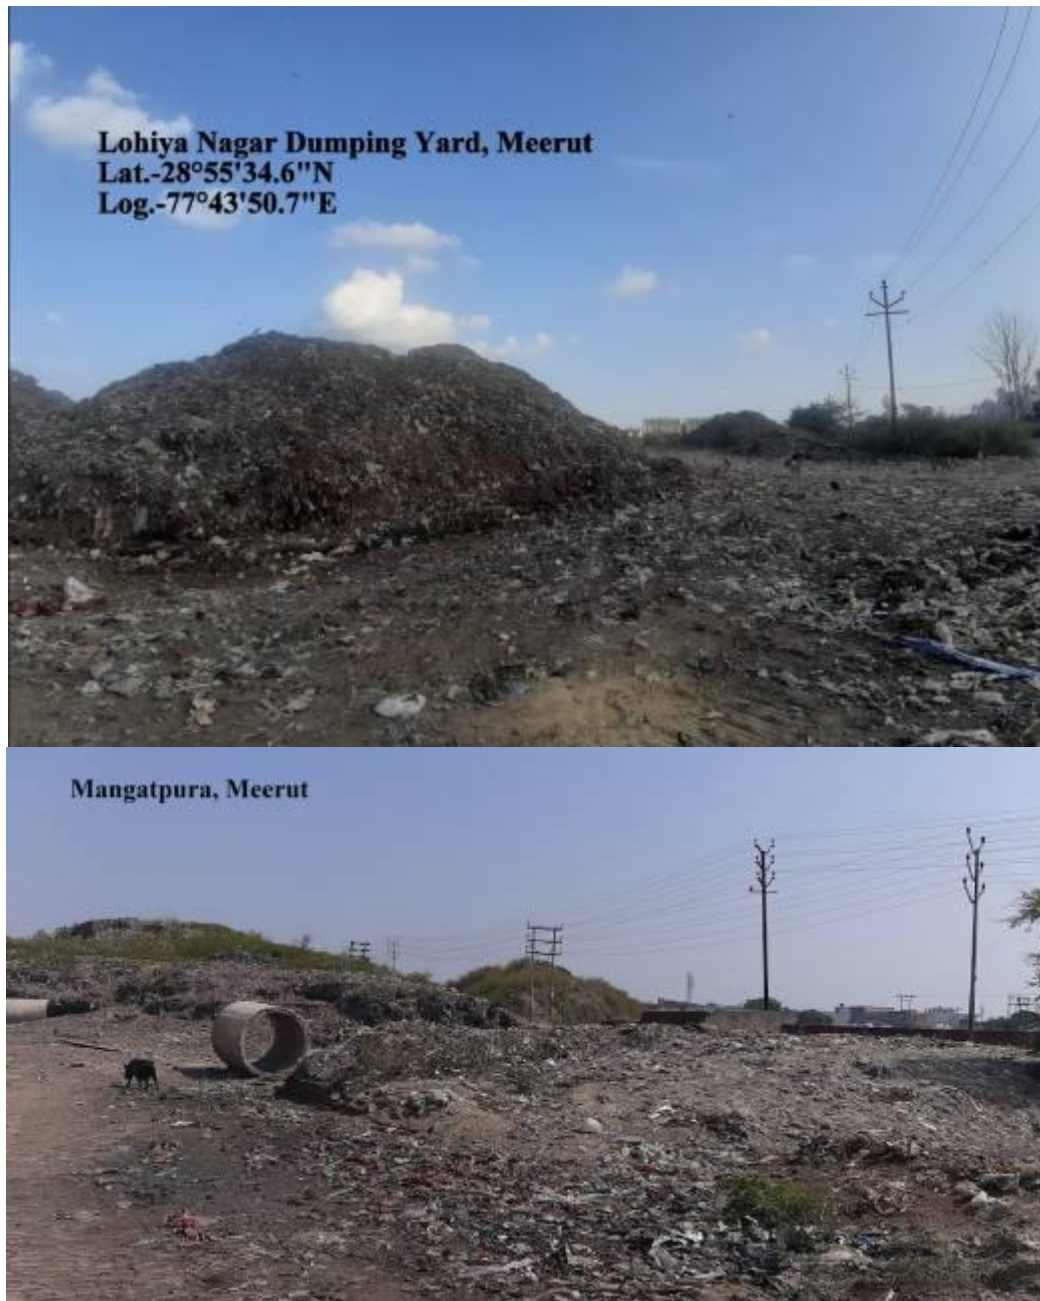 Lohiya Nagar Dumping Yard, Meerut
Lat.-28°55'34.6"N
Log.-77°43'50.7"E
Mangatpura, Meerut